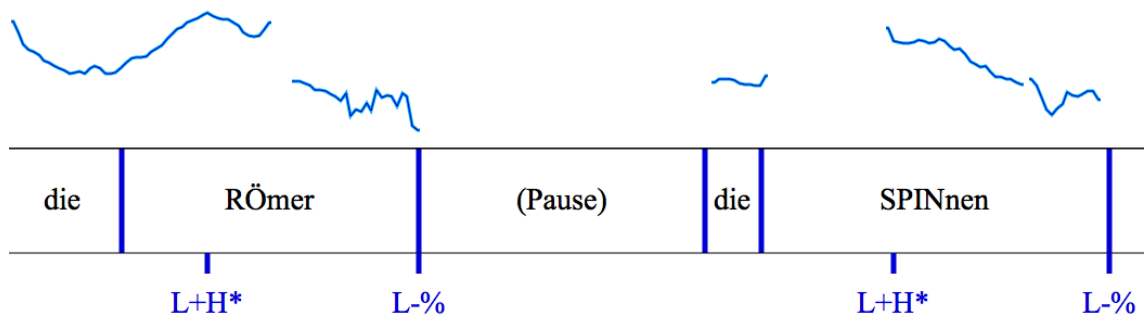 die RÖmer (Pause) die SPINnen
L+H* L-% L+H* L-%